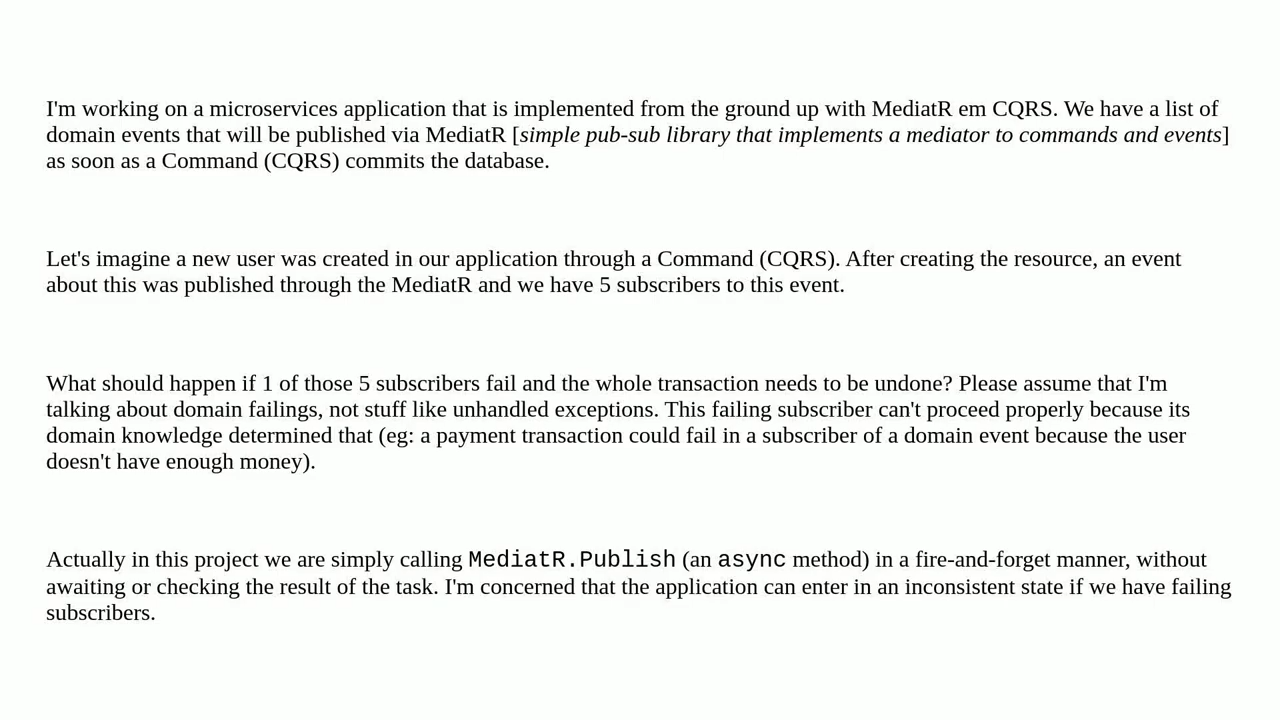 I'm working on a microservices application that is implemented from the ground up with MediatR em CQRS. We have a list of
domain events that will be published via MediatR [simple pub-sub library that implements a mediator to commands and events]
as soon as a Command (CQRS) commits the database.
Let's imagine a new user was created in our application through a Command (CQRS). After creating the resource, an event
about this was published through the MediatR and we have 5 subscribers to this event.
What should happen if 1 of those 5 subscribers fail and the whole transaction needs to be undone? Please assume that I'm
talking about domain failings, not stuff like unhandled exceptions. This failing subscriber can't proceed properly because its
domain knowledge determined that (eg: a payment transaction could fail in a subscriber of a domain event because the user
doesn't have enough money).
Actually in this project we are simply calling MediatR.Publish (an async method) in a fire-and-forget manner, without
awaiting or checking the result of the task. I'm concerned that the application can enter in an inconsistent state if we have failing
subscribers.